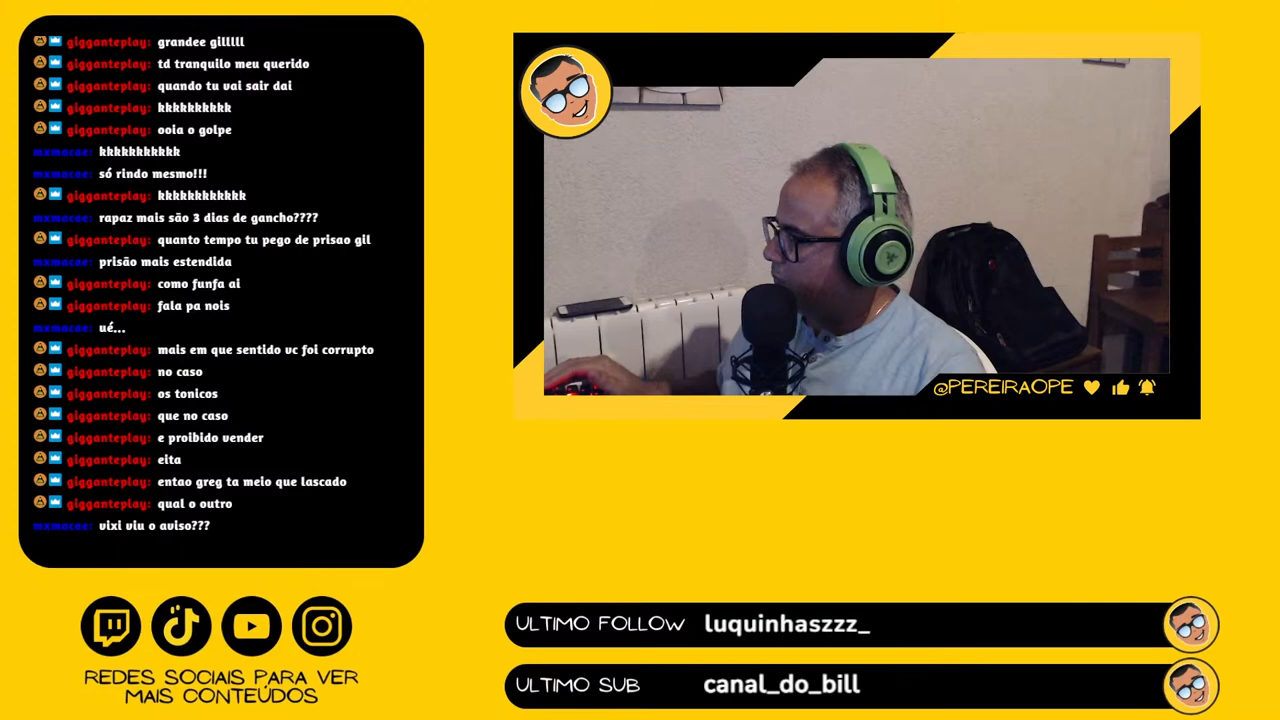 gigganteplay: grandee gilllll
gigganteplay: td tranquilo meu querido
gigganteplay: quando tu vai sair dai
gigganteplay: kkkkkkkkkk
gigganteplay: ooia o golpe
mxmacae: kkkkkkkkkkk
mxmacae: só rindo mesmo!!!
gigganteplay: kkkkkkkkkkkk
mxmacae: rapaz mais são 3 dias de gancho????
gigganteplay: quanto tempo tu pego de prisao gil
mxmacae: prisão mais estendida
gigganteplay: como funfa ai
gigganteplay: fala pa nois
mxmacae: ué...
gigganteplay: mais em que sentido vc foi corrupto
gigganteplay: no caso
gigganteplay: os tonicos
gigganteplay: que no caso
gigganteplay: e proibido vender
gigganteplay: eita
gigganteplay: entao greg ta meio que lascado
gigganteplay: qual o outro
mxmacae: vixi viu o aviso???
@PEREIRAOPE
REDES SOCIAIS PARA VER
MAIS CONTEÚDOS
ULTIMO FOLLOW luquinhaszzz_
ULTIMO SUB canal_do_bill